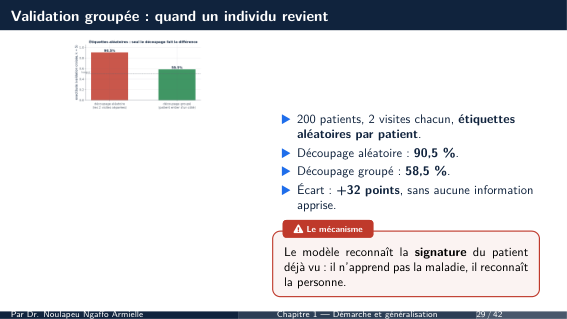 Validation groupée : quand un individu revient
Étiquettes aléatoires : seul le découpage fait la différence
90,5%
58,5%
200 patients, 2 visites chacun, étiquettes
aléatoires par patient.
Découpage aléatoire : 90,5 %.
Découpage groupé : 58,5 %.
Écart : +32 points, sans aucune information
apprise.
Le mécanisme
Le modèle reconnaît la signature du patient
déjà vu : il n'apprend pas la maladie, il reconnaît
la personne.
Par Dr. Noulapeu Ngaffo Armielle
Chapitre 1 — Démarche et généralisation
29 / 42